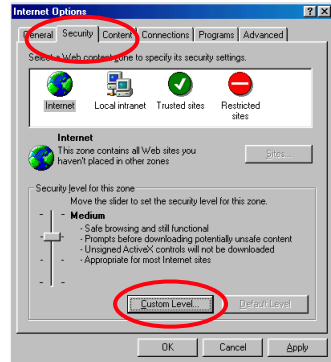 Internet Options
General Security Content Connections Programs Advanced
Select a Web content zone to specify its security settings.
Internet Local intranet Trusted sites Restricted
sites
Internet
This zone contains all Web sites you
haven't placed in other zones
Sites...
Security level for this zone
Move the slider to set the security level for this zone.
Medium
- Safe browsing and still functional
- Prompts before downloading potentially unsafe content
- Unsigned ActiveX controls will not be downloaded
- Appropriate for most Internet sites
Custom Level... Default Level
OK Cancel Apply